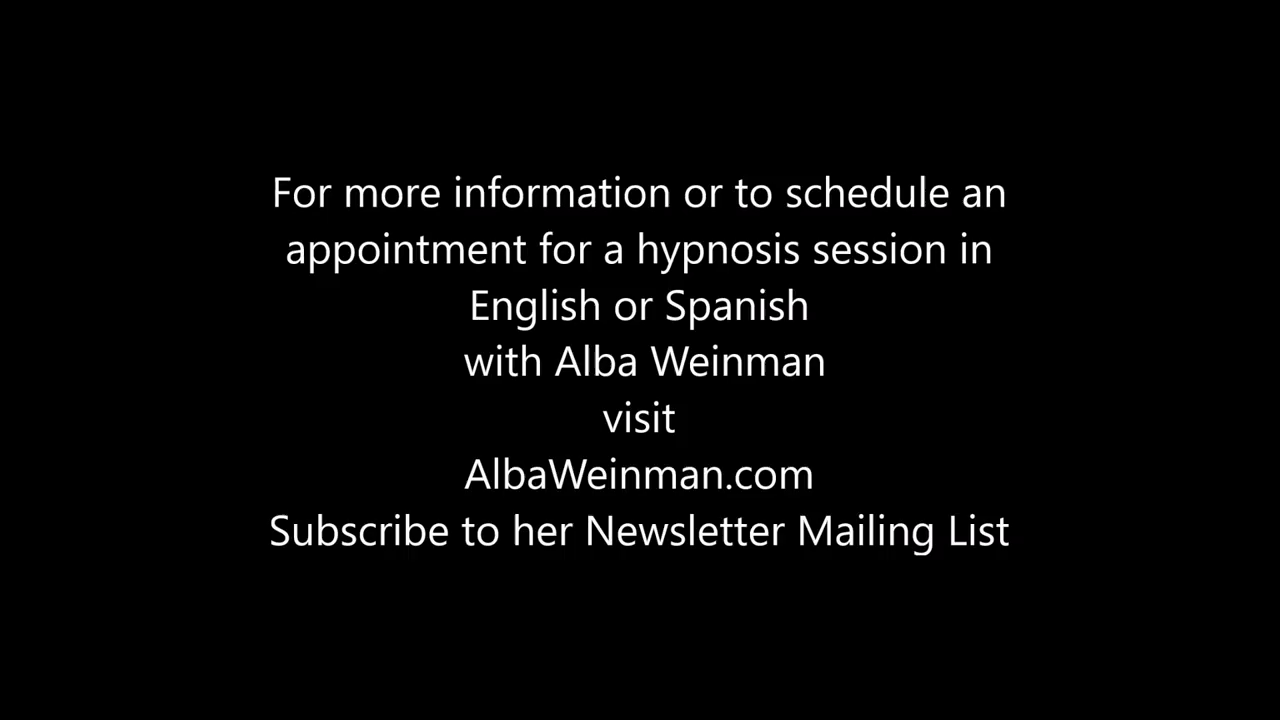 For more information or to schedule an
appointment for a hypnosis session in
English or Spanish
with Alba Weinman
visit
AlbaWeinman.com
Subscribe to her Newsletter Mailing List